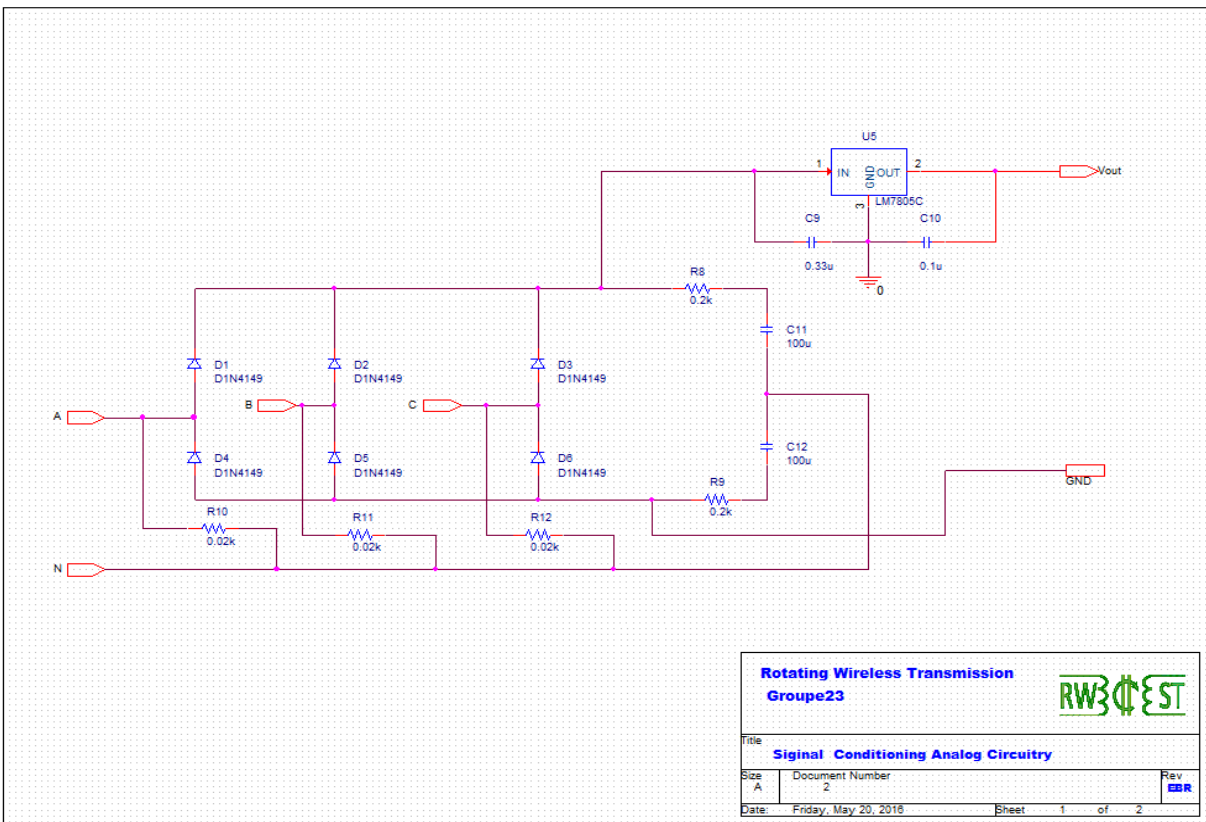 U5
1
IN
GND
OUT
2
Vout
3
LM7805C
C9
C10
0.33u
0.1u
0
R8
0.2k
C11
100u
D1
D1N4149
D2
D1N4149
D3
D1N4149
A
B
C
D4
D1N4149
D5
D1N4149
D6
D1N4149
C12
100u
GND
R9
0.2k
R10
0.02k
R11
0.02k
R12
0.02k
N
Rotating Wireless Transmission
Groupe23
Title
Siginal Conditioning Analog Circuitry
Size
A
Document Number
2
Rev
EBR
Date: Friday, May 20, 2016 Sheet 1 of 2